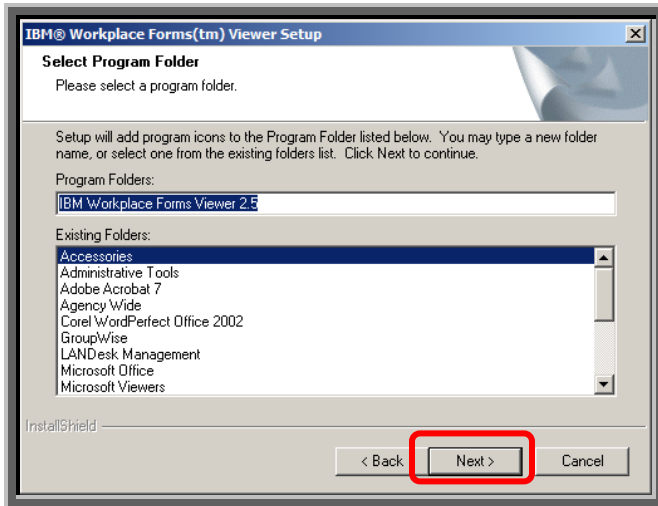 IBM® Workplace Forms(tm) Viewer Setup
Select Program Folder
Please select a program folder.
Setup will add program icons to the Program Folder listed below. You may type a new folder
name, or select one from the existing folders list. Click Next to continue.
Program Folders:
IBM Workplace Forms Viewer 2.5
Existing Folders:
Accessories
Administrative Tools
Adobe Acrobat 7
Agency Wide
Corel WordPerfect Office 2002
GroupWise
LANDesk Management
Microsoft Office
Microsoft Viewers
InstallShield
< Back
Next >
Cancel